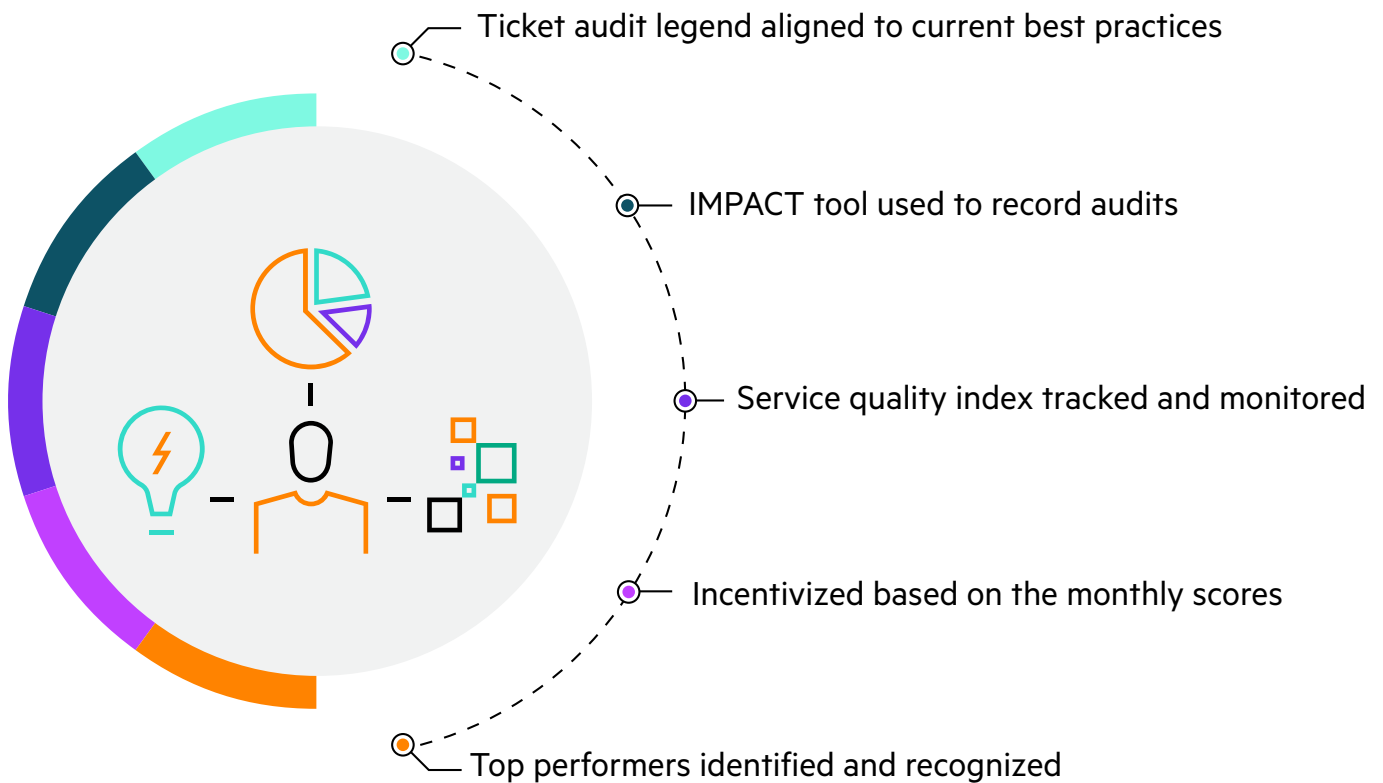 Ticket audit legend aligned to current best practices
IMPACT tool used to record audits
Service quality index tracked and monitored
Incentivized based on the monthly scores
Top performers identified and recognized